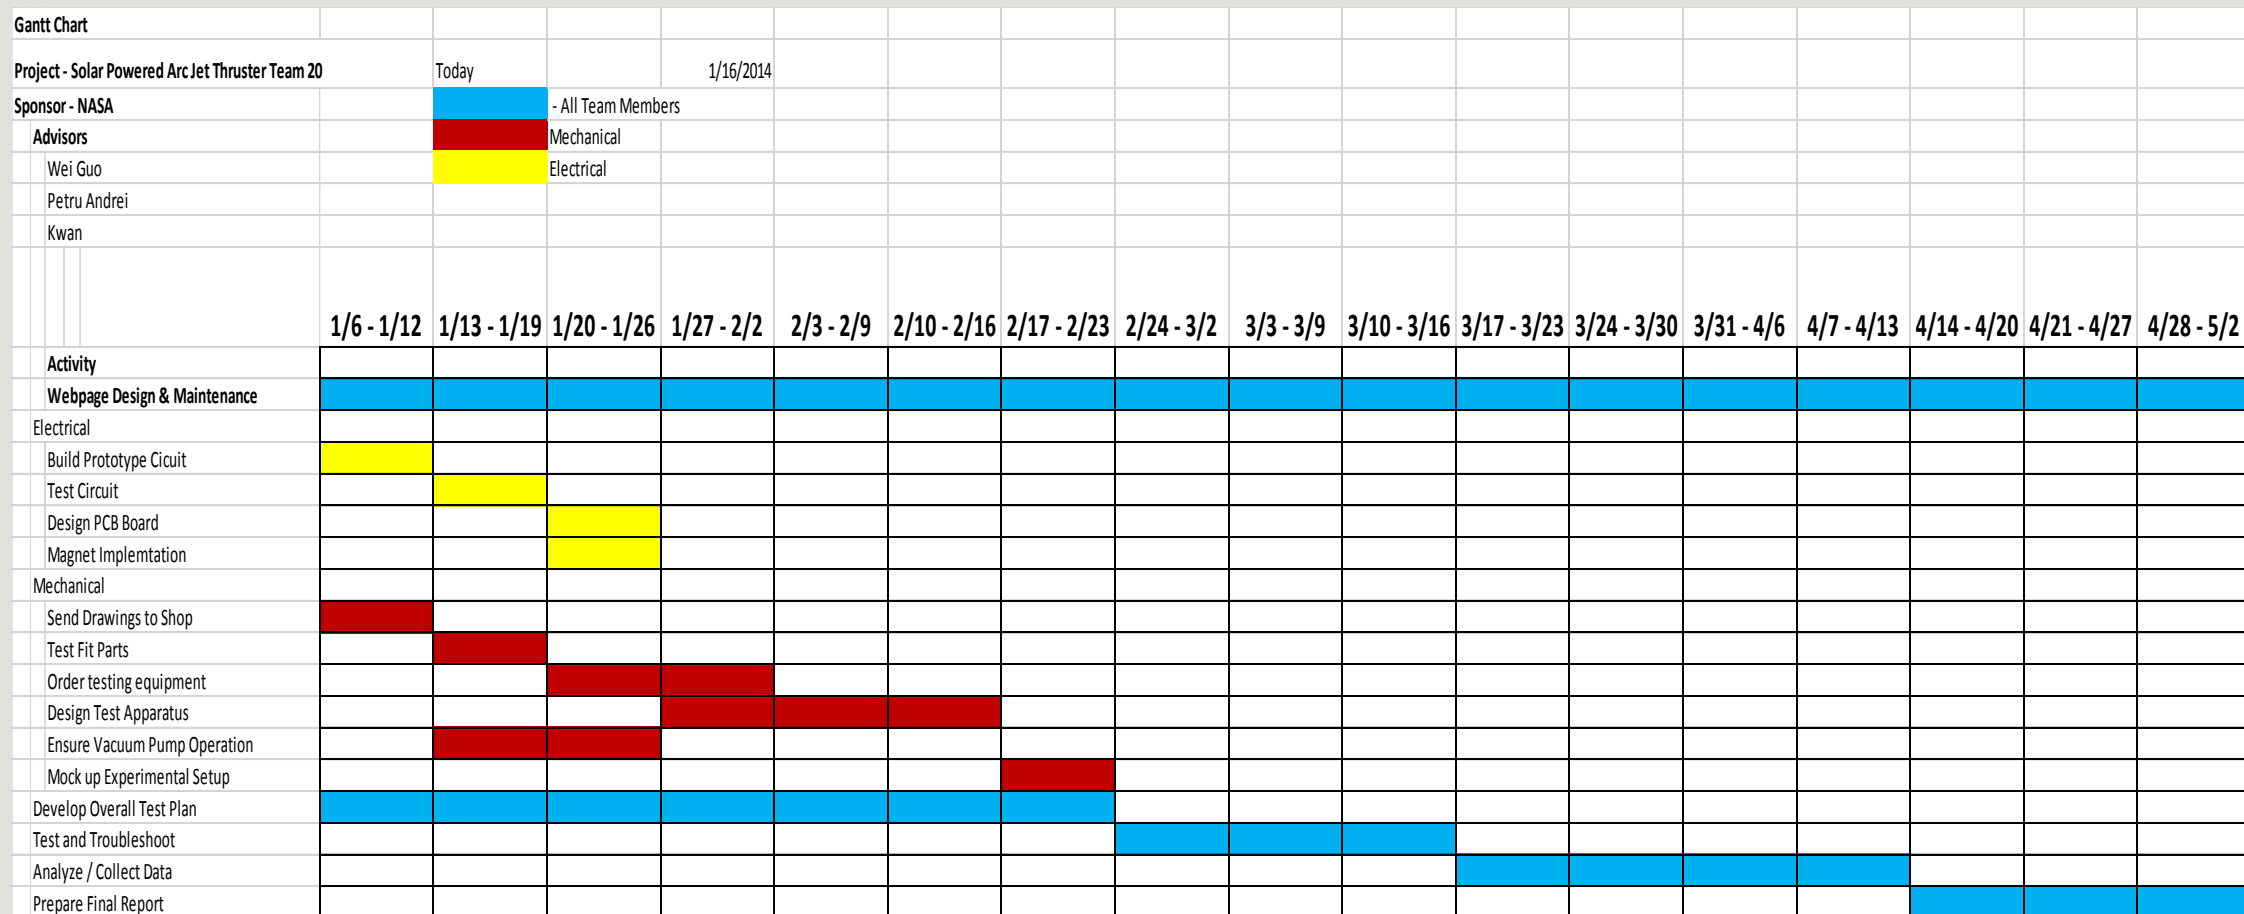 Gantt Chart
Project - Solar Powered Arc Jet Thruster Team 20 Today 1/16/2014
Sponsor - NASA - All Team Members
Advisors Mechanical
Wei Guo Electrical
Petru Andrei
Kwan
1/6 - 1/12 1/13 - 1/19 1/20 - 1/26 1/27 - 2/2 2/3 - 2/9 2/10 - 2/16 2/17 - 2/23 2/24 - 3/2 3/3 - 3/9 3/10 - 3/16 3/17 - 3/23 3/24 - 3/30 3/31 - 4/6 4/7 - 4/13 4/14 - 4/20 4/21 - 4/27 4/28 - 5/2
Activity
Webpage Design & Maintenance
Electrical
Build Prototype Cicuit
Test Circuit
Design PCB Board
Magnet Implemtation
Mechanical
Send Drawings to Shop
Test Fit Parts
Order testing equipment
Design Test Apparatus
Ensure Vacuum Pump Operation
Mock up Experimental Setup
Develop Overall Test Plan
Test and Troubleshoot
Analyze / Collect Data
Prepare Final Report